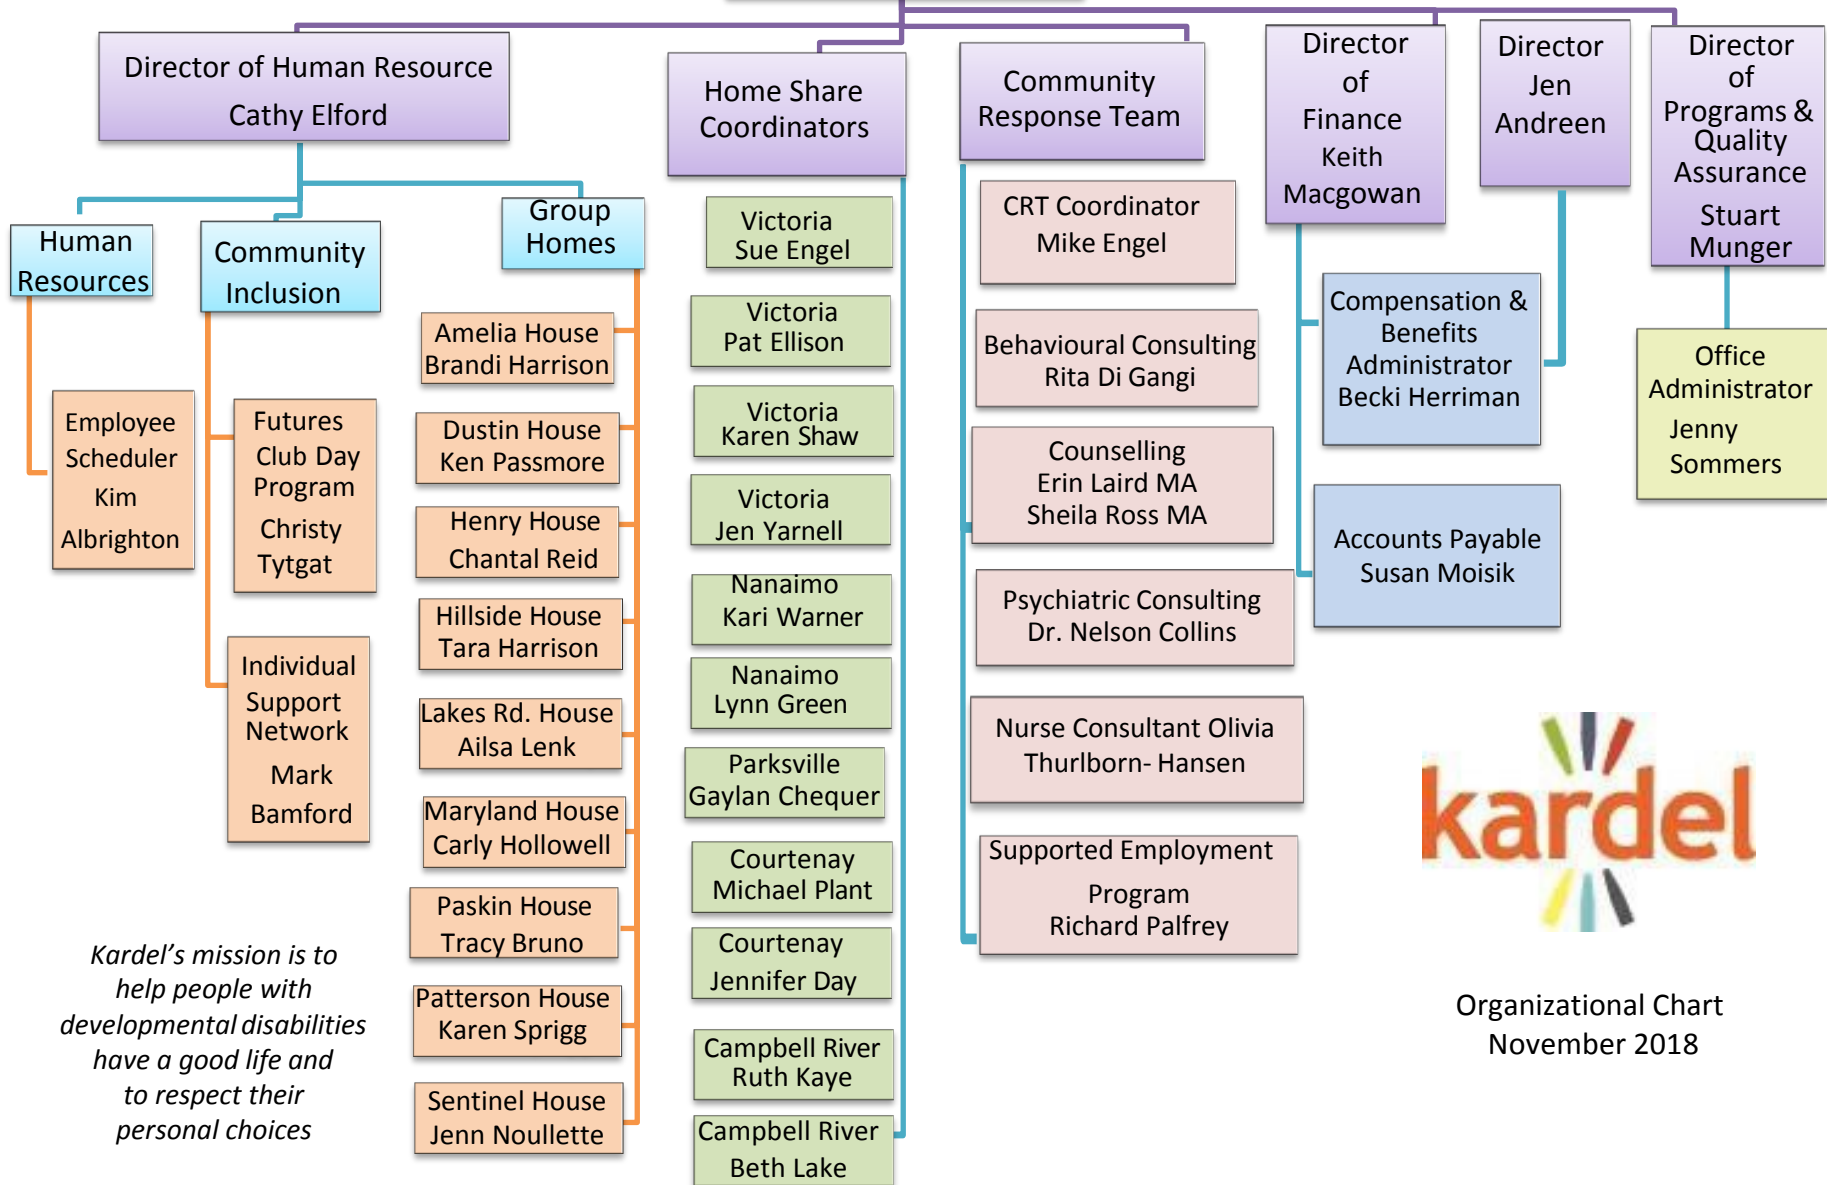 Director of Human Resource
Cathy Elford
Home Share
Coordinators
Community
Response Team
Director
of
Finance
Keith
Macgowan
Director
Jen
Andreen
Director
of
Programs &
Quality
Assurance
Stuart
Munger
Human
Resources
Community
Inclusion
Group
Homes
Employee
Scheduler
Kim
Albrighton
Futures
Club Day
Program
Christy
Tytgat
Individual
Support
Network
Mark
Bamford
Amelia House
Brandi Harrison
Dustin House
Ken Passmore
Henry House
Chantal Reid
Hillside House
Tara Harrison
Lakes Rd. House
Ailsa Lenk
Maryland House
Carly Hollowell
Paskin House
Tracy Bruno
Patterson House
Karen Sprigg
Sentinel House
Jenn Noullette
Victoria
Sue Engel
Victoria
Pat Ellison
Victoria
Karen Shaw
Victoria
Jen Yarnell
Nanaimo
Kari Warner
Nanaimo
Lynn Green
Parksville
Gaylan Chequer
Courtenay
Michael Plant
Courtenay
Jennifer Day
Campbell River
Ruth Kaye
Campbell River
Beth Lake
CRT Coordinator
Mike Engel
Behavioural Consulting
Rita Di Gangi
Counselling
Erin Laird MA
Sheila Ross MA
Psychiatric Consulting
Dr. Nelson Collins
Nurse Consultant Olivia
Thurlborn- Hansen
Supported Employment
Program
Richard Palfrey
Compensation &
Benefits
Administrator
Becki Herriman
Accounts Payable
Susan Moisik
Office
Administrator
Jenny
Sommers
Kardel’s mission is to
help people with
developmental disabilities
have a good life and
to respect their
personal choices
kardel
Organizational Chart
November 2018